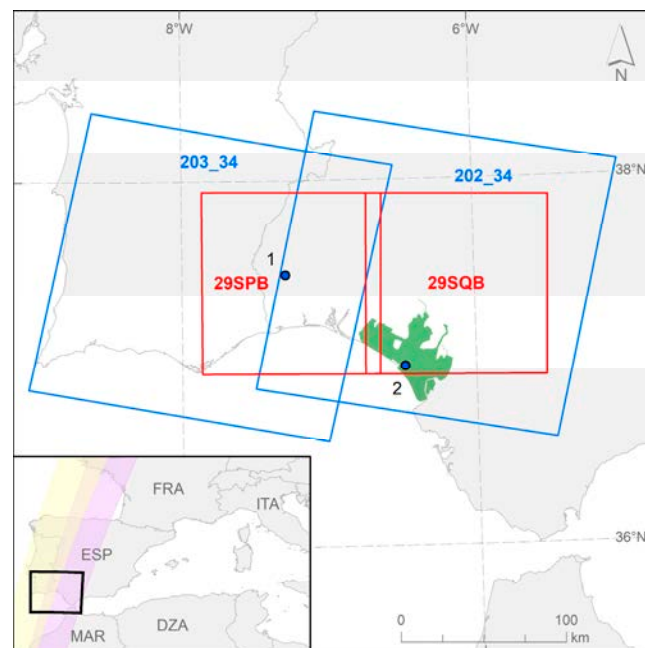 8°W
6°W
N
203_34
202_34
38°N
1
29SPB
29SQB
2
36°N
FRA
ITA
ESP
MAR
DZA
0
100
km